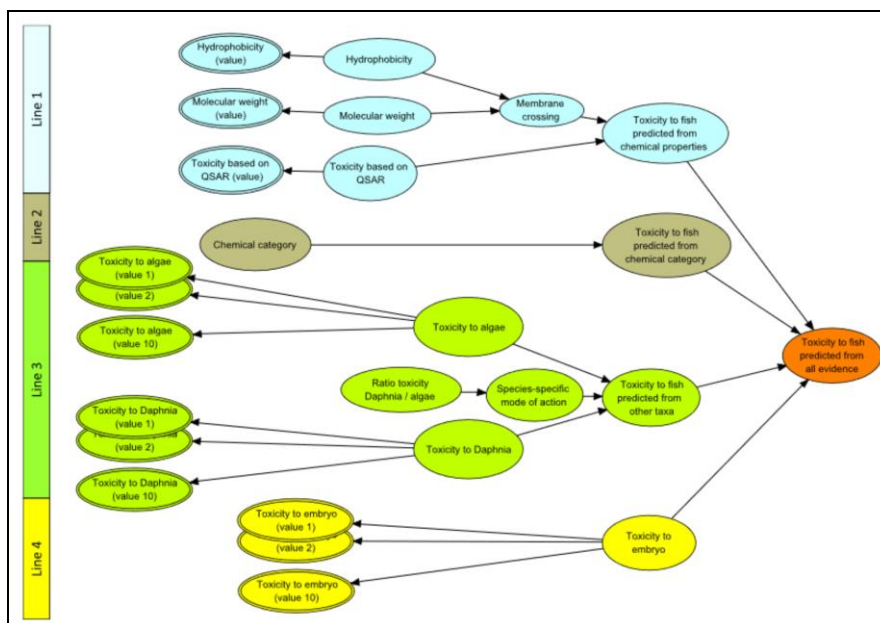 Line 1
Hydrophobicity
(value)
Hydrophobicity
Molecular weight
(value)
Molecular weight
Membrane
crossing
Toxicity to fish
predicted from
chemical properties
Toxicity based on
QSAR (value)
Toxicity based on
QSAR
Line 2
Chemical category
Toxicity to fish
predicted from
chemical category
Line 3
Toxicity to algae
(value 1)
(value 2)
Toxicity to algae
(value 10)
Toxicity to algae
Ratio toxicity
Daphnia / algae
Species-specific
mode of action
Toxicity to fish
predicted from
other taxa
Toxicity to fish
predicted from
all evidence
Toxicity to Daphnia
(value 1)
(value 2)
Toxicity to Daphnia
(value 10)
Toxicity to Daphnia
Line 4
Toxicity to embryo
(value 1)
(value 2)
Toxicity to embryo
(value 10)
Toxicity to
embryo